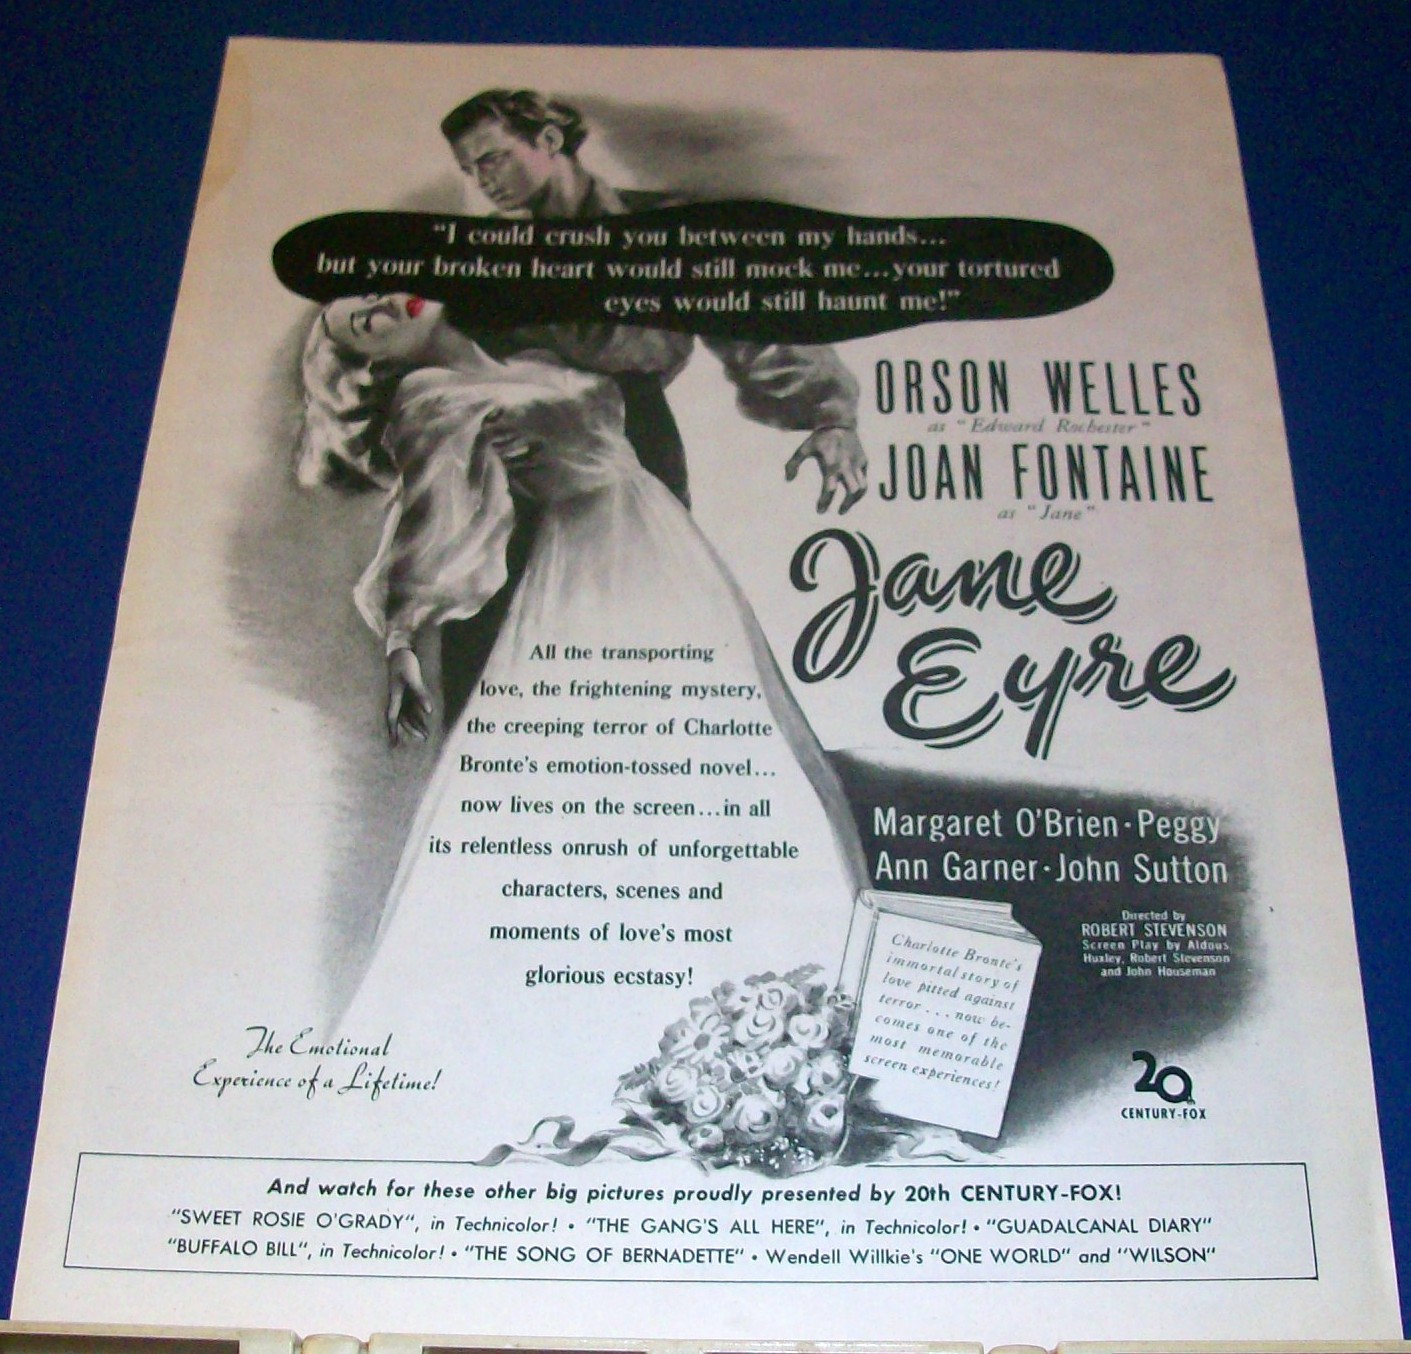 "I could crush you between my hands...
but your broken heart would still mock me...your tortured
eyes would still haunt me!"
ORSON WELLES
as "Edward Rochester"
JOAN FONTAINE
as "Jane"
Jane
Eyre
All the transporting
love, the frightening mystery,
the creeping terror of Charlotte
Bronte's emotion-tossed novel...
now lives on the screen...in all
its relentless onrush of unforgettable
characters, scenes and
moments of love's most
glorious ecstasy!
Margaret O'Brien · Peggy
Ann Garner · John Sutton
Directed by
ROBERT STEVENSON
Screen Play by Aldous
Huxley, Robert Stevenson
and John Houseman
Charlotte Bronte's
immortal story of
love pitted against
terror...now be-
comes one of the
most memorable
screen experiences!
The Emotional
Experience of a Lifetime!
20th
CENTURY-FOX
And watch for these other big pictures proudly presented by 20th CENTURY-FOX!
"SWEET ROSIE O'GRADY", in Technicolor! • "THE GANG'S ALL HERE", in Technicolor! • "GUADALCANAL DIARY"
"BUFFALO BILL", in Technicolor! • "THE SONG OF BERNADETTE" • Wendell Willkie's "ONE WORLD" and "WILSON"